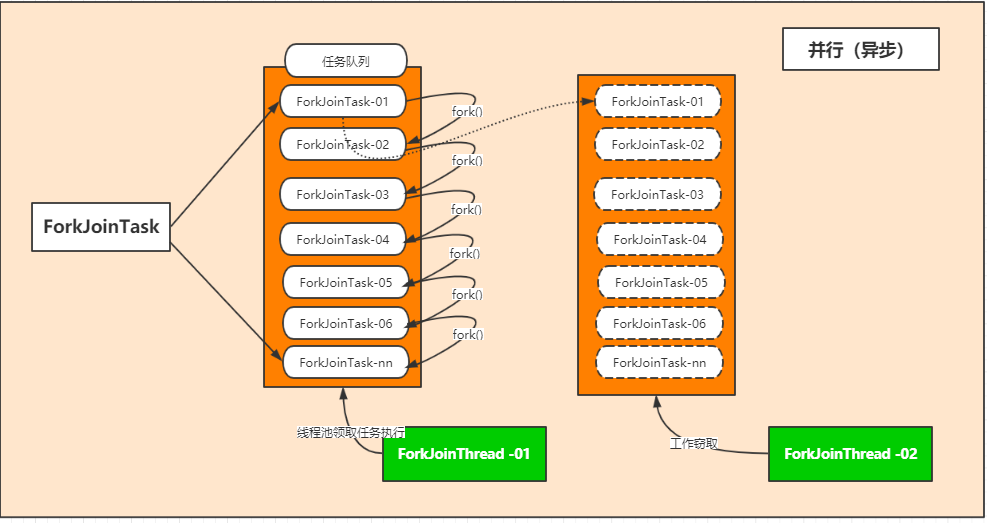 并行（异步）
任务队列
ForkJoinTask-01
fork()
ForkJoinTask-02
fork()
ForkJoinTask-03
fork()
ForkJoinTask-04
fork()
ForkJoinTask-05
fork()
ForkJoinTask-06
fork()
ForkJoinTask-nn
ForkJoinTask
ForkJoinTask-01
ForkJoinTask-02
ForkJoinTask-03
ForkJoinTask-04
ForkJoinTask-05
ForkJoinTask-06
ForkJoinTask-nn
线程池领取任务执行
ForkJoinThread -01
工作窃取
ForkJoinThread -02